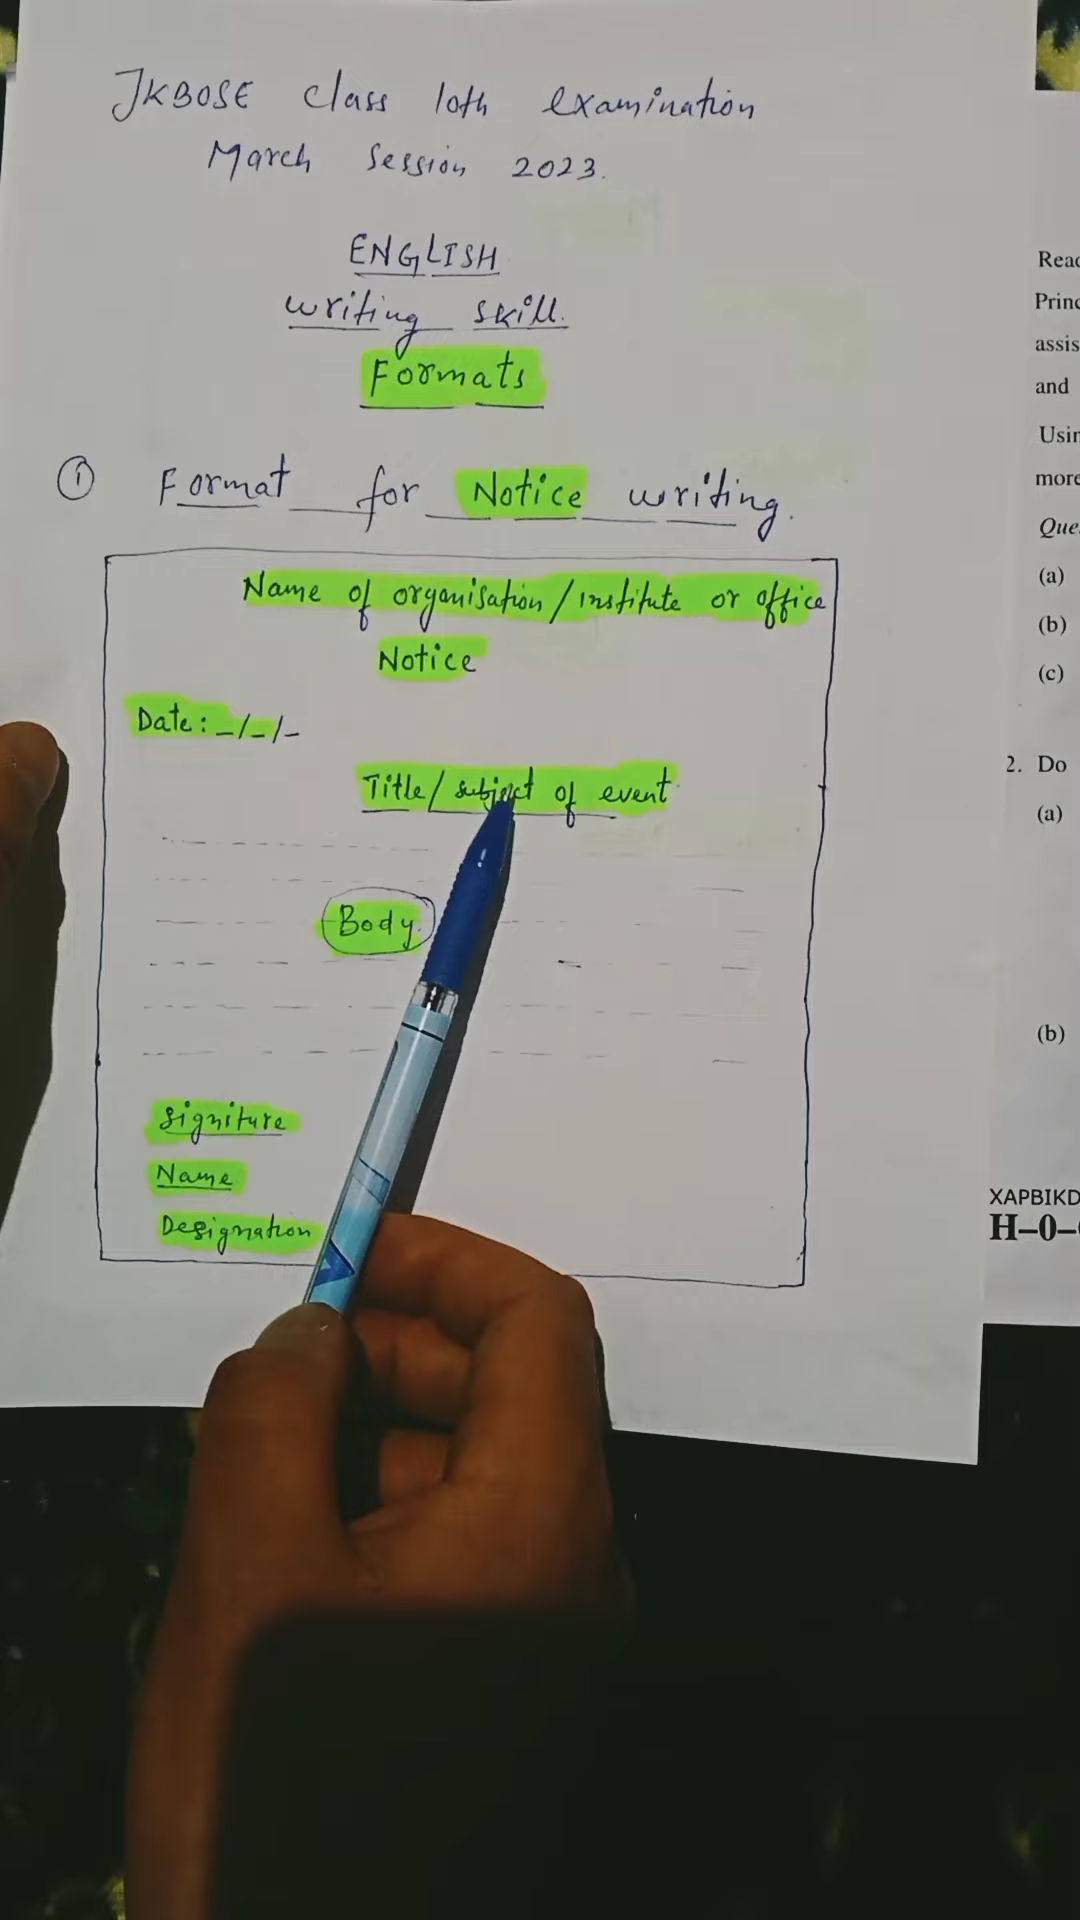 JKBOSE Class 10th examination
March Session 2023.
ENGLISH
writing skill.
Formats
① Format for Notice writing.
Name of organisation/institute or office
Notice
Date: _/_/_
Title/subject of event
Body
Signiture
Name
Designation
Read
Princ
assis
and
Usin
more
Ques
(a)
(b)
(c)
2. Do
(a)
(b)
XAPBIKD
H–0–